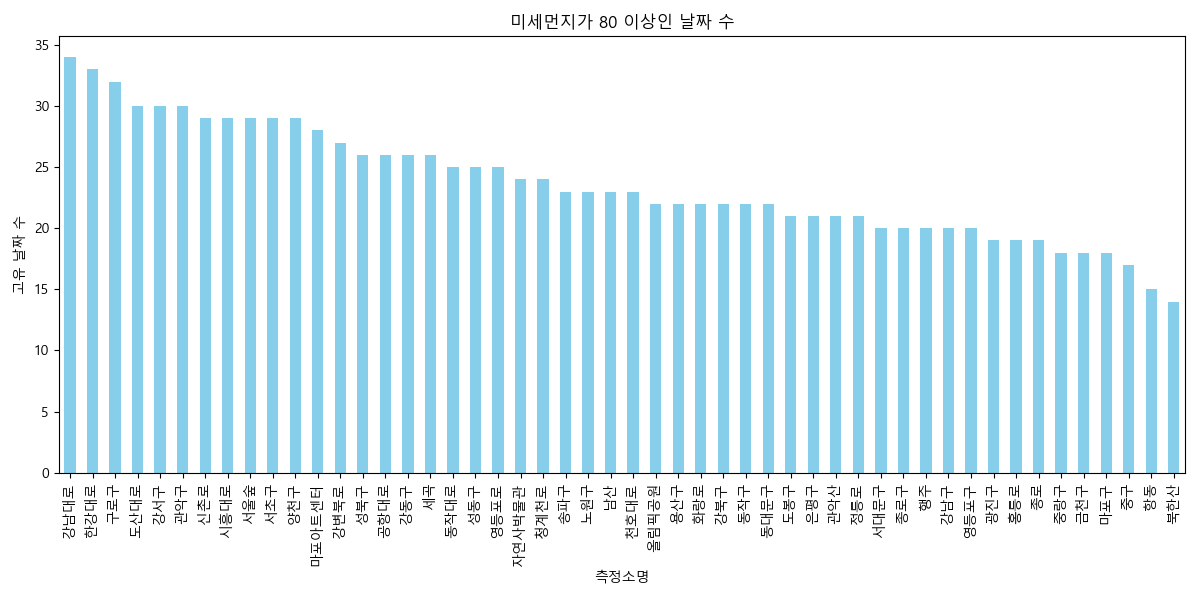 미세먼지가 80 이상인 날짜 수
고유 날짜 수
35
30
25
20
15
10
5
0
강남대로
한강대로
구로구
도산대로
강서구
관악구
신촌로
시흥대로
서울숲
서초구
양천구
마포아트센터
강변북로
성북구
공항대로
강동구
세곡
동작대로
성동구
영등포로
자연사박물관
청계천로
송파구
노원구
남산
천호대로
올림픽공원
용산구
화랑로
강북구
동작구
동대문구
도봉구
은평구
관악산
정릉로
서대문구
종로구
행주
강남구
영등포구
광진구
홍릉로
종로
중랑구
금천구
마포구
중구
항동
북한산
측정소명